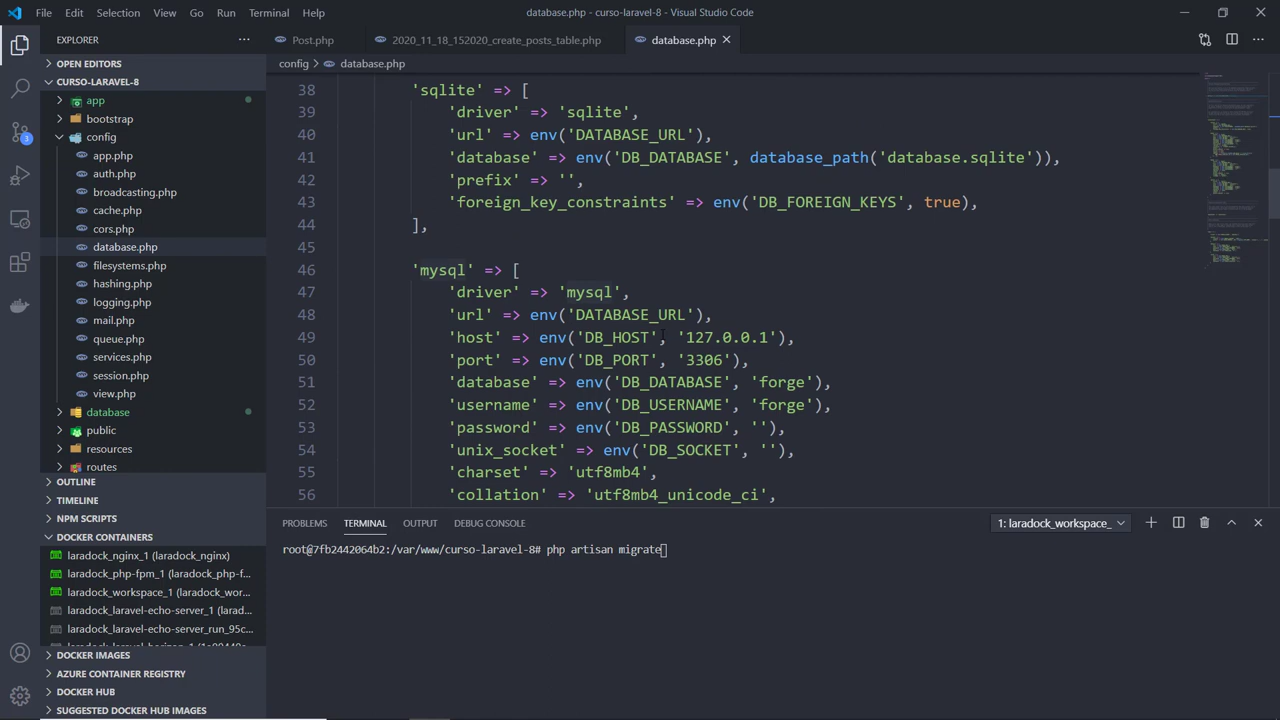 File Edit Selection View Go Run Terminal Help
database.php - curso-laravel-8 - Visual Studio Code
EXPLORER
OPEN EDITORS
CURSO-LARAVEL-8
app
bootstrap
config
app.php
auth.php
broadcasting.php
cache.php
cors.php
database.php
filesystems.php
hashing.php
logging.php
mail.php
queue.php
services.php
session.php
view.php
database
public
resources
routes
OUTLINE
TIMELINE
NPM SCRIPTS
DOCKER CONTAINERS
laradock_nginx_1 (laradock_nginx)
laradock_php-fpm_1 (laradock_php-f...
laradock_workspace_1 (laradock_wor...
laradock_laravel-echo-server_1 (larad...
laradock_laravel-echo-server_run_95c...
DOCKER IMAGES
AZURE CONTAINER REGISTRY
DOCKER HUB
SUGGESTED DOCKER HUB IMAGES
3
Post.php 2020_11_18_152020_create_posts_table.php database.php
config > database.php
38 'sqlite' => [
39 'driver' => 'sqlite',
40 'url' => env('DATABASE_URL'),
41 'database' => env('DB_DATABASE', database_path('database.sqlite')),
42 'prefix' => '',
43 'foreign_key_constraints' => env('DB_FOREIGN_KEYS', true),
44 ],
45
46 'mysql' => [
47 'driver' => 'mysql',
48 'url' => env('DATABASE_URL'),
49 'host' => env('DB_HOST', '127.0.0.1'),
50 'port' => env('DB_PORT', '3306'),
51 'database' => env('DB_DATABASE', 'forge'),
52 'username' => env('DB_USERNAME', 'forge'),
53 'password' => env('DB_PASSWORD', ''),
54 'unix_socket' => env('DB_SOCKET', ''),
55 'charset' => 'utf8mb4',
56 'collation' => 'utf8mb4_unicode_ci',
PROBLEMS TERMINAL OUTPUT DEBUG CONSOLE
1: laradock_workspace_
root@7fb2442064b2:/var/www/curso-laravel-8# php artisan migrate